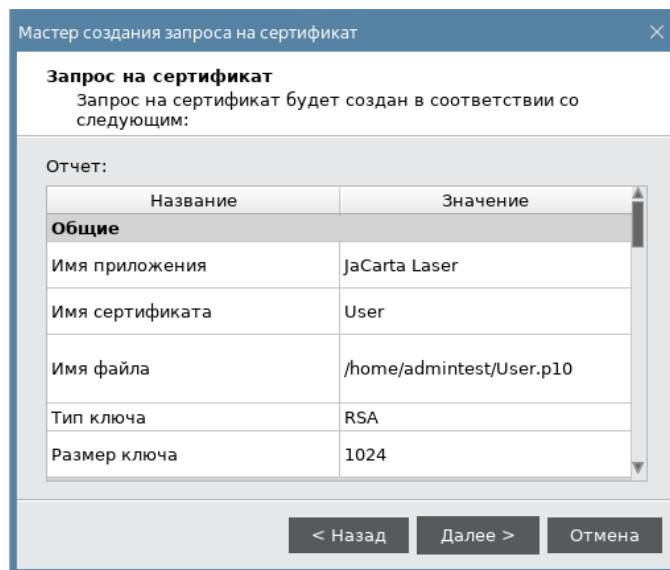 Мастер создания запроса на сертификат
Запрос на сертификат
Запрос на сертификат будет создан в соответствии со
следующим:
Отчет:
Название Значение
Общие
Имя приложения JaCarta Laser
Имя сертификата User
Имя файла /home/admintest/User.p10
Тип ключа RSA
Размер ключа 1024
< Назад Далее > Отмена